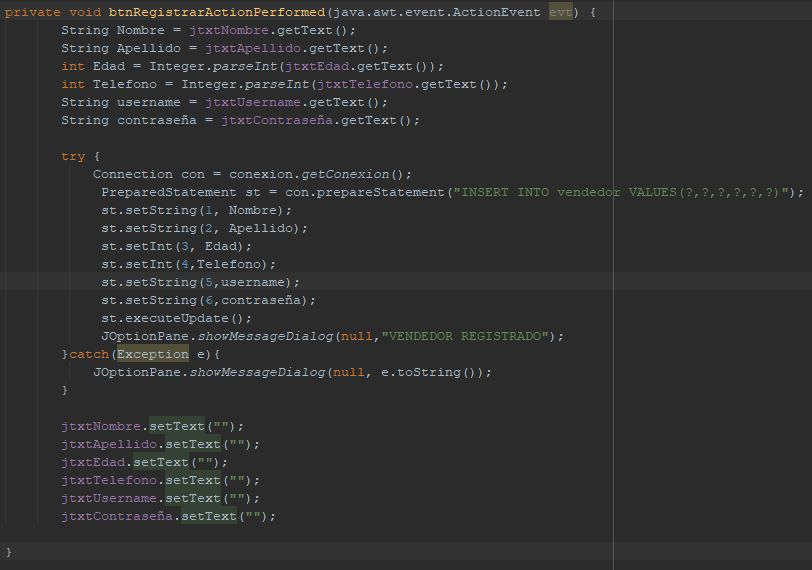 private void btnRegistrarActionPerformed(java.awt.event.ActionEvent evt) {
String Nombre = jtxtNombre.getText();
String Apellido = jtxtApellido.getText();
int Edad = Integer.parseInt(jtxtEdad.getText());
int Telefono = Integer.parseInt(jtxtTelefono.getText());
String username = jtxtUsername.getText();
String contraseña = jtxtContraseña.getText();
try {
Connection con = conexion.getConexion();
PreparedStatement st = con.prepareStatement("INSERT INTO vendedor VALUES(?,?,?,?,?,?)");
st.setString(1, Nombre);
st.setString(2, Apellido);
st.setInt(3, Edad);
st.setInt(4,Telefono);
st.setString(5,username);
st.setString(6,contraseña);
st.executeUpdate();
JOptionPane.showMessageDialog(null,"VENDEDOR REGISTRADO");
}catch(Exception e){
JOptionPane.showMessageDialog(null, e.toString());
}
jtxtNombre.setText("");
jtxtApellido.setText("");
jtxtEdad.setText("");
jtxtTelefono.setText("");
jtxtUsername.setText("");
jtxtContraseña.setText("");
}